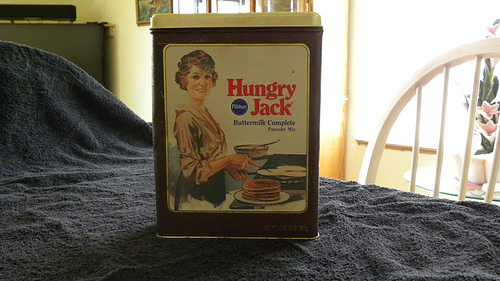 Hungry
Pillsbury
Jack
Buttermilk Complete
Pancake Mix